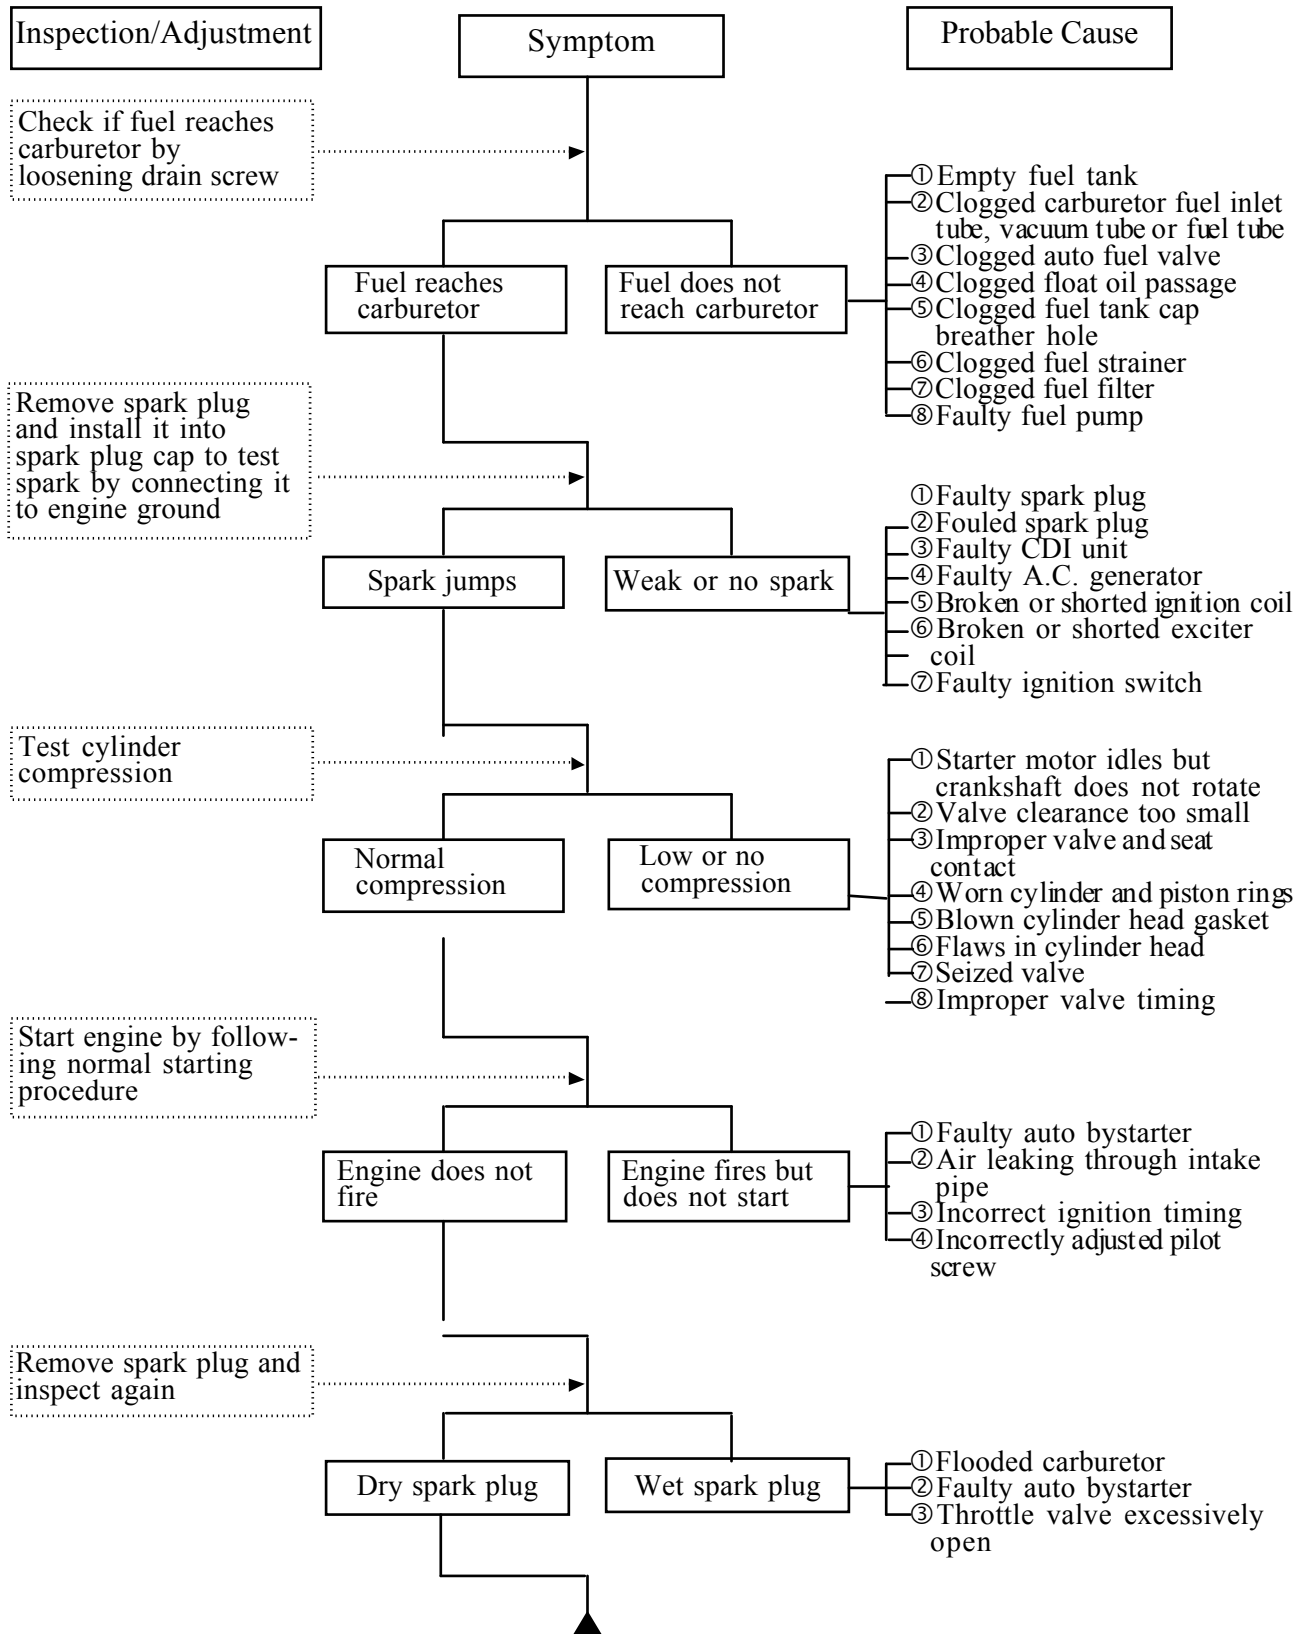 Inspection/Adjustment
Symptom
Probable Cause
Check if fuel reaches
carburetor by
loosening drain screw
Fuel reaches
carburetor
Fuel does not
reach carburetor
①Empty fuel tank
②Clogged carburetor fuel inlet
tube, vacuum tube or fuel tube
③Clogged auto fuel valve
④Clogged float oil passage
⑤Clogged fuel tank cap
breather hole
⑥Clogged fuel strainer
⑦Clogged fuel filter
⑧Faulty fuel pump
Remove spark plug
and install it into
spark plug cap to test
spark by connecting it
to engine ground
Spark jumps
Weak or no spark
①Faulty spark plug
②Fouled spark plug
③Faulty CDI unit
④Faulty A.C. generator
⑤Broken or shorted ignition coil
⑥Broken or shorted exciter
coil
⑦Faulty ignition switch
Test cylinder
compression
Normal
compression
Low or no
compression
①Starter motor idles but
crankshaft does not rotate
②Valve clearance too small
③Improper valve and seat
contact
④Worn cylinder and piston rings
⑤Blown cylinder head gasket
⑥Flaws in cylinder head
⑦Seized valve
⑧Improper valve timing
Start engine by follow-
ing normal starting
procedure
Engine does not
fire
Engine fires but
does not start
①Faulty auto bystarter
②Air leaking through intake
pipe
③Incorrect ignition timing
④Incorrectly adjusted pilot
screw
Remove spark plug and
inspect again
Dry spark plug
Wet spark plug
①Flooded carburetor
②Faulty auto bystarter
③Throttle valve excessively
open